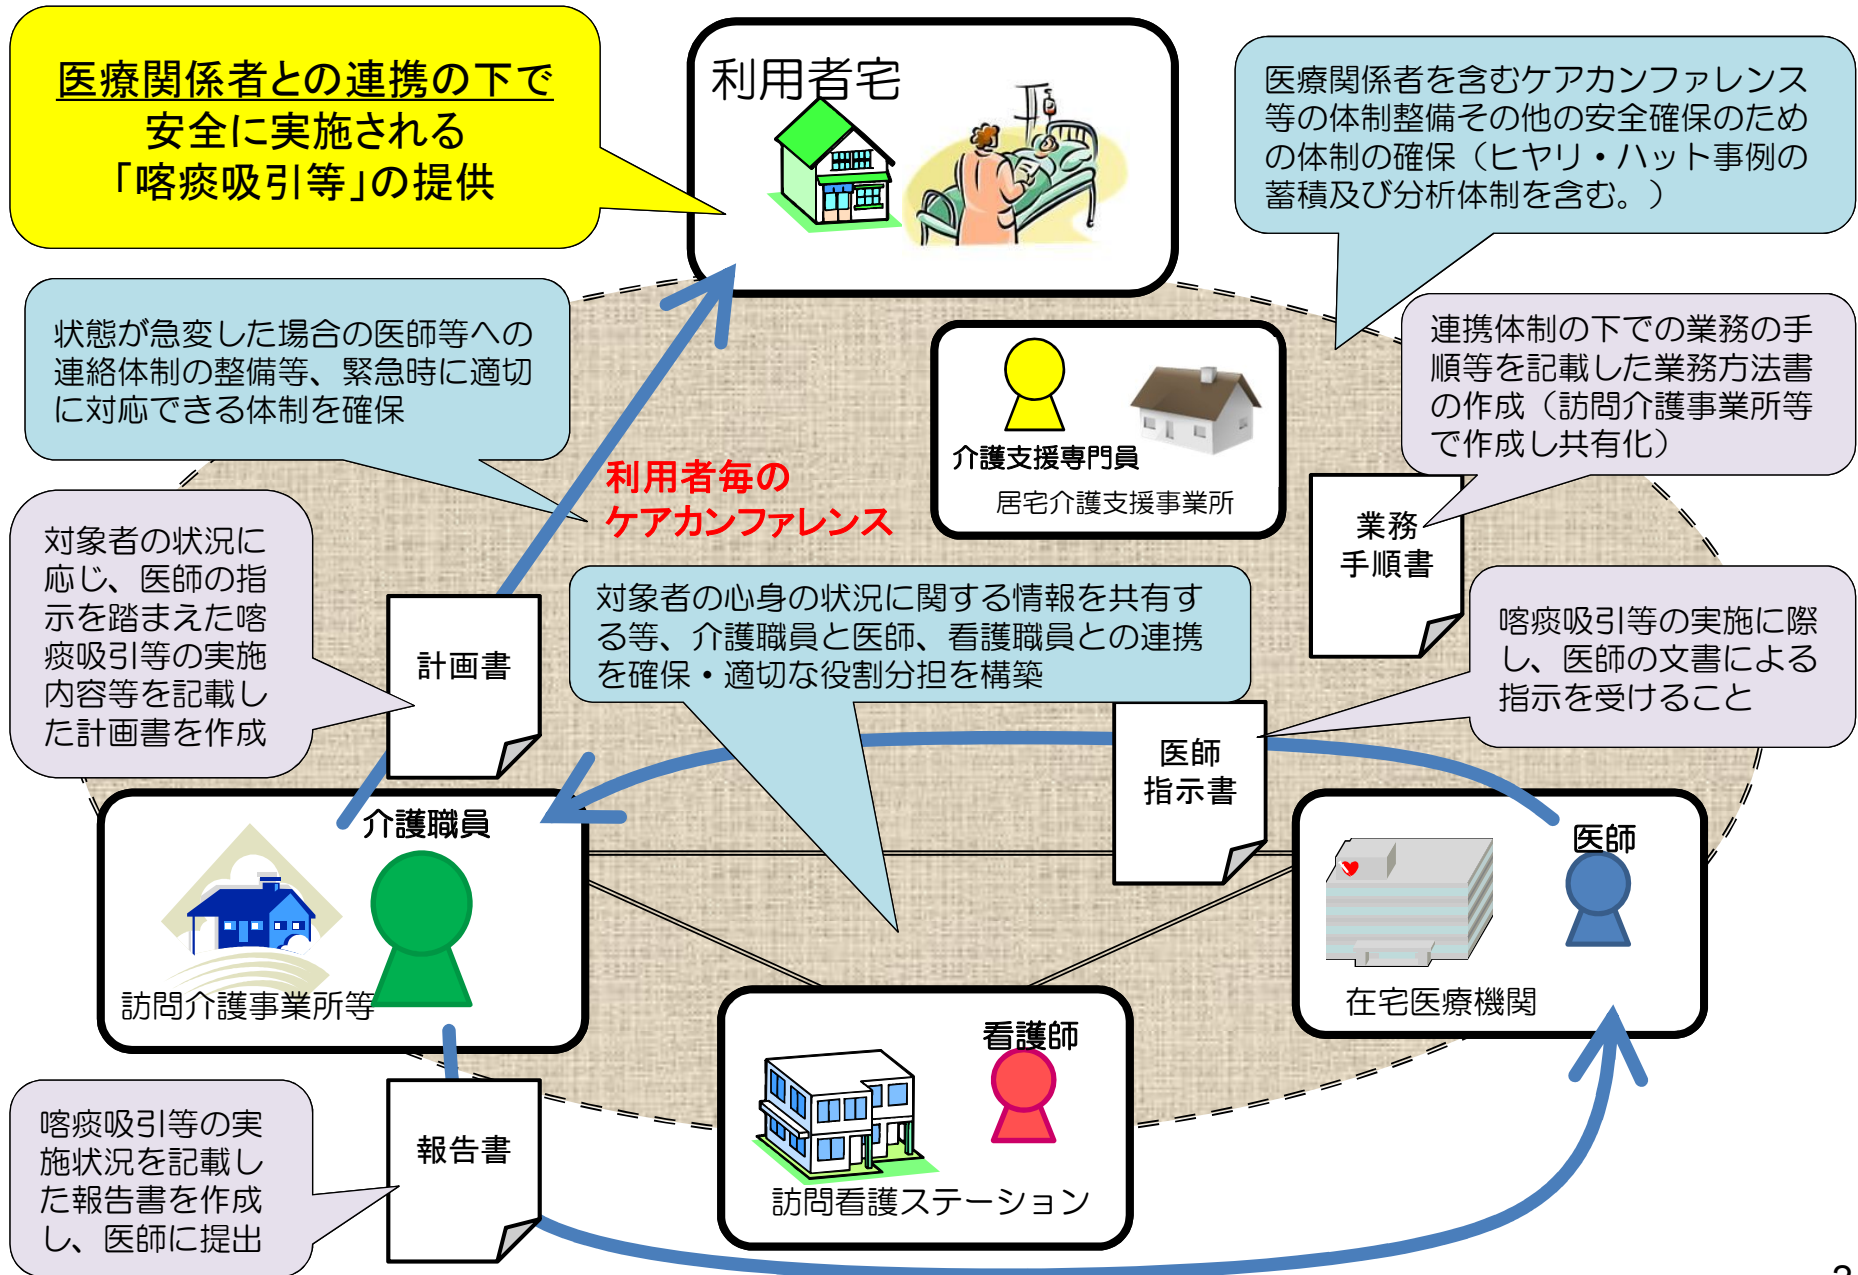 医療関係者との連携の下で
安全に実施される
「喀痰吸引等」の提供
利用者宅
医療関係者を含むケアカンファレンス
等の体制整備その他の安全確保のため
の体制の確保（ヒヤリ・ハット事例の
蓄積及び分析体制を含む。）
状態が急変した場合の医師等への
連絡体制の整備等、緊急時に適切
に対応できる体制を確保
連携体制の下での業務の手
順等を記載した業務方法書
の作成（訪問介護事業所等
で作成し共有化）
介護支援専門員
居宅介護支援事業所
利用者毎の
ケアカンファレンス
業務
手順書
対象者の状況に
応じ、医師の指
示を踏まえた喀
痰吸引等の実施
内容等を記載し
た計画書を作成
計画書
対象者の心身の状況に関する情報を共有す
る等、介護職員と医師、看護職員との連携
を確保・適切な役割分担を構築
喀痰吸引等の実施に際
し、医師の文書による
指示を受けること
医師
指示書
介護職員
訪問介護事業所等
医師
在宅医療機関
看護師
訪問看護ステーション
喀痰吸引等の実
施状況を記載し
た報告書を作成
し、医師に提出
報告書